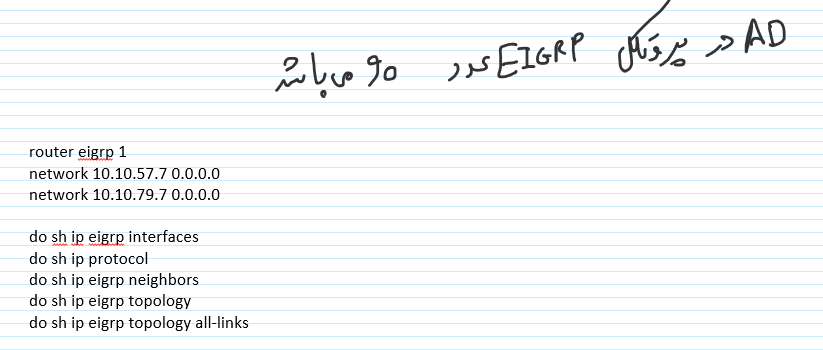 AD در پروتکل EIGRP عدد 90 می باشد
router eigrp 1
network 10.10.57.7 0.0.0.0
network 10.10.79.7 0.0.0.0
do sh ip eigrp interfaces
do sh ip protocol
do sh ip eigrp neighbors
do sh ip eigrp topology
do sh ip eigrp topology all-links